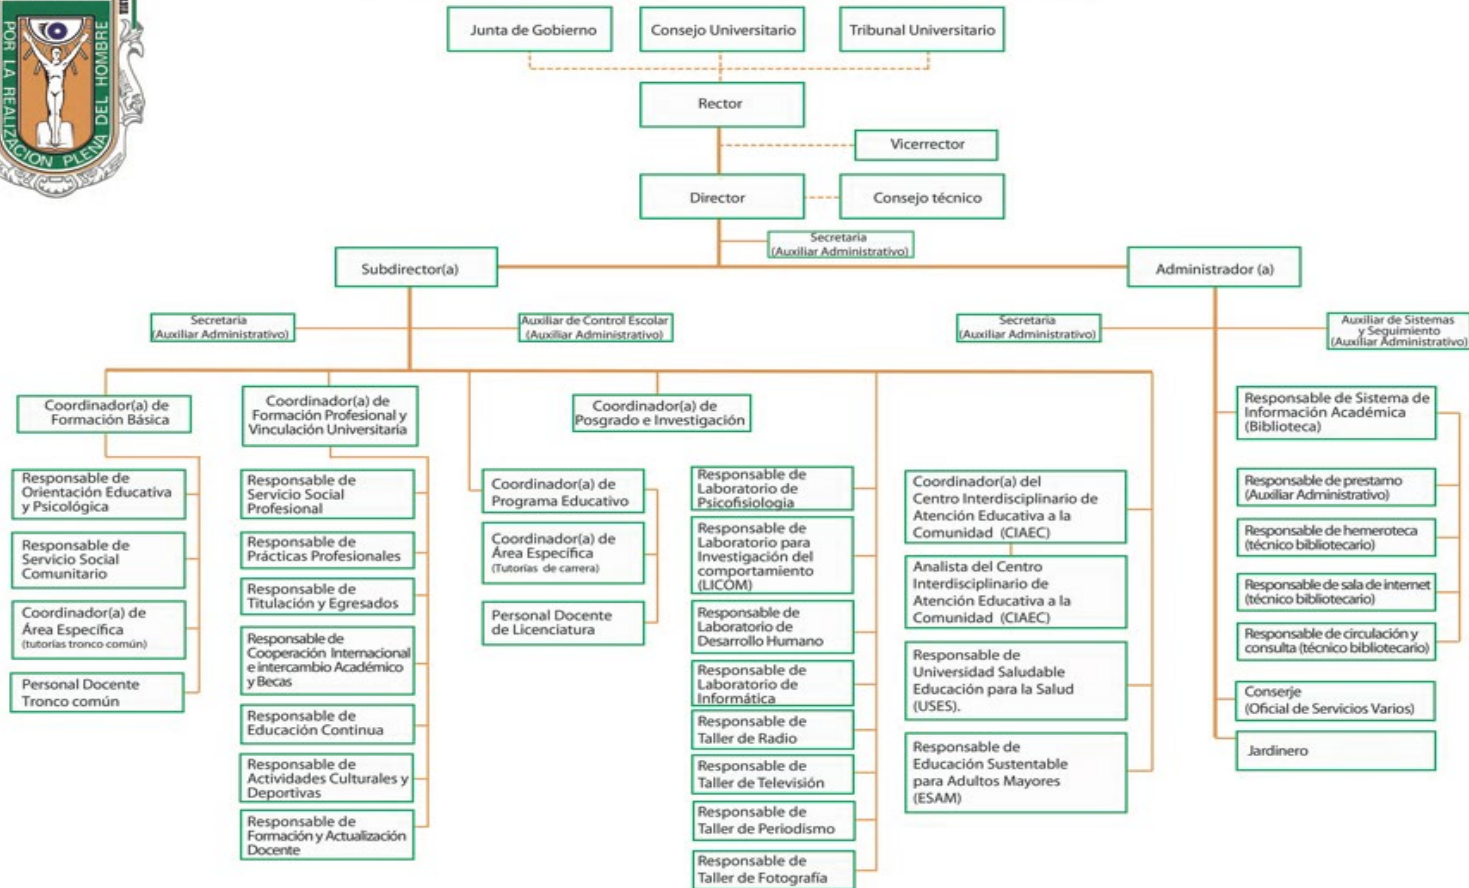 POR LA REALIZACION PLENA DEL HOMBRE
Junta de Gobierno
Consejo Universitario
Tribunal Universitario
Rector
Vicerrector
Director
Consejo técnico
Secretaria
(Auxiliar Administrativo)
Subdirector(a)
Administrador (a)
Secretaria
(Auxiliar Administrativo)
Auxiliar de Control Escolar
(Auxiliar Administrativo)
Secretaria
(Auxiliar Administrativo)
Auxiliar de Sistemas
y Seguimiento
(Auxiliar Administrativo)
Coordinador(a) de
Formación Básica
Responsable de
Orientación Educativa
y Psicológica
Responsable de
Servicio Social
Comunitario
Coordinador(a) de
Área Específica
(tutorías tronco común)
Personal Docente
Tronco común
Coordinador(a) de
Formación Profesional y
Vinculación Universitaria
Responsable de
Servicio Social
Profesional
Responsable de
Prácticas Profesionales
Responsable de
Titulación y Egresados
Responsable de
Cooperación Internacional
e intercambio Académico
y Becas
Responsable de
Educación Continua
Responsable de
Actividades Culturales y
Deportivas
Responsable de
Formación y Actualización
Docente
Coordinador(a) de
Programa Educativo
Coordinador(a) de
Área Específica
(Tutorías de carrera)
Personal Docente
de Licenciatura
Coordinador(a) de
Posgrado e Investigación
Responsable de
Laboratorio de
Psicofisiologia
Responsable de
Laboratorio para
Investigación del
comportamiento
(LICOM)
Responsable de
Laboratorio de
Desarrollo Humano
Responsable de
Laboratorio de
Informática
Responsable de
Taller de Radio
Responsable de
Taller de Televisión
Responsable de
Taller de Periodismo
Responsable de
Taller de Fotografía
Coordinador(a) del
Centro Interdisciplinario de
Atención Educativa a la
Comunidad (CIAEC)
Analista del Centro
Interdisciplinario de
Atención Educativa a la
Comunidad (CIAEC)
Responsable de
Universidad Saludable
Educación para la Salud
(USES).
Responsable de
Educación Sustentable
para Adultos Mayores
(ESAM)
Responsable de Sistema de
Información Académica
(Biblioteca)
Responsable de prestamo
(Auxiliar Administrativo)
Responsable de hemeroteca
(técnico bibliotecario)
Responsable de sala de internet
(técnico bibliotecario)
Responsable de circulación y
consulta (técnico bibliotecario)
Conserje
(Oficial de Servicios Varios)
Jardinero